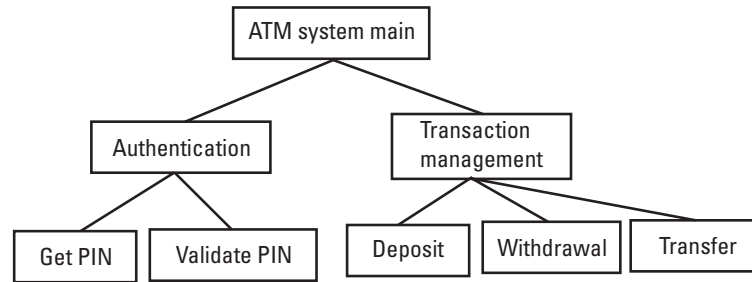 ATM system main
Authentication
Transaction
management
Get PIN
Validate PIN
Deposit
Withdrawal
Transfer